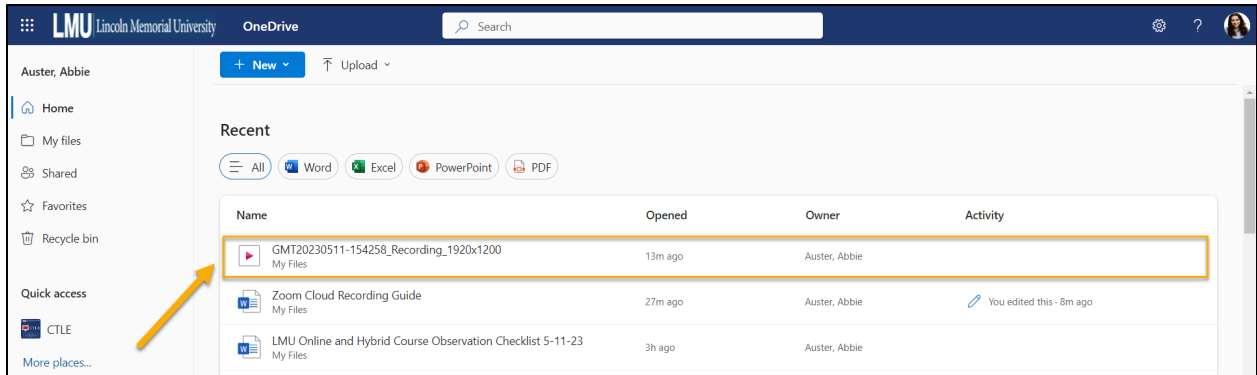 LMU Lincoln Memorial University OneDrive Search ?
Auster, Abbie
Home
My files
Shared
Favorites
Recycle bin
Quick access
CTLE
More places...
+ New Upload
Recent
All Word Excel PowerPoint PDF
Name Opened Owner Activity
GMT20230511-154258_Recording_1920x1200 13m ago Auster, Abbie
My Files
Zoom Cloud Recording Guide 27m ago Auster, Abbie You edited this · 8m ago
My Files
LMU Online and Hybrid Course Observation Checklist 5-11-23 3h ago Auster, Abbie
My Files